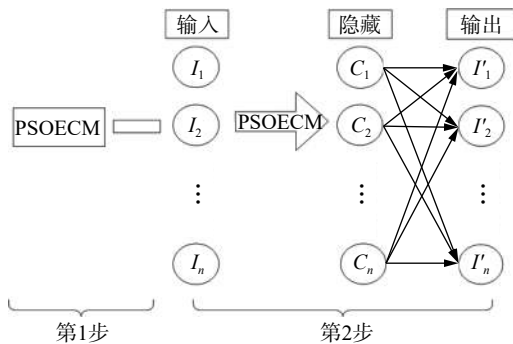 输入 隐藏 输出
I1 C1 I′1
PSOECM I2 PSOECM C2 I′2
⋮ ⋮ ⋮
In Cn I′n
第1步 第2步